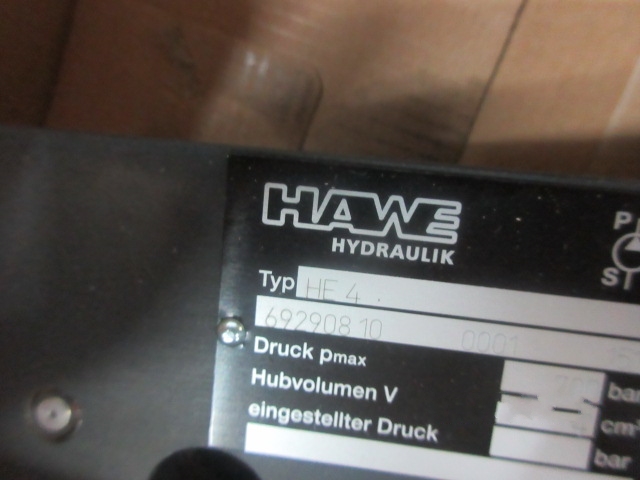 HAWE
HYDRAULIK
Typ HE 4
692908 10 0001
Druck pmax bar
Hubvolumen V cm³
eingestellter Druck bar
P
S